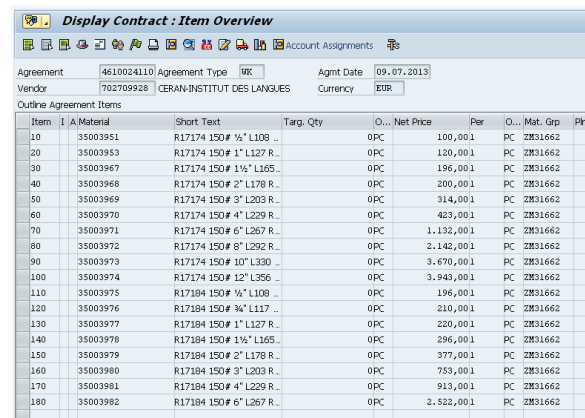 Display Contract : Item Overview
Account Assignments
Agreement 4610024110 Agreement Type WK Agmt Date 09.07.2013
Vendor 702709928 CERAN-INSTITUT DES LANGUES Currency EUR
Outline Agreement Items
Item I A Material Short Text Targ. Qty O... Net Price Per O... Mat. Grp Pln
10 35003951 R17174 150# ½" L108 ... 0 PC 100,00 1 PC ZM31662
20 35003953 R17174 150# 1" L127 R... 0 PC 120,00 1 PC ZM31662
30 35003967 R17174 150# 1½" L165... 0 PC 196,00 1 PC ZM31662
40 35003968 R17174 150# 2" L178 R... 0 PC 200,00 1 PC ZM31662
50 35003969 R17174 150# 3" L203 R... 0 PC 314,00 1 PC ZM31662
60 35003970 R17174 150# 4" L229 R... 0 PC 423,00 1 PC ZM31662
70 35003971 R17174 150# 6" L267 R... 0 PC 1.132,00 1 PC ZM31662
80 35003972 R17174 150# 8" L292 R... 0 PC 2.142,00 1 PC ZM31662
90 35003973 R17174 150# 10" L330 ... 0 PC 3.670,00 1 PC ZM31662
100 35003974 R17174 150# 12" L356 ... 0 PC 3.943,00 1 PC ZM31662
110 35003975 R17184 150# ½" L108 ... 0 PC 196,00 1 PC ZM31662
120 35003976 R17184 150# ¾" L117 ... 0 PC 210,00 1 PC ZM31662
130 35003977 R17184 150# 1" L127 R... 0 PC 220,00 1 PC ZM31662
140 35003978 R17184 150# 1½" L165... 0 PC 296,00 1 PC ZM31662
150 35003979 R17184 150# 2" L178 R... 0 PC 377,00 1 PC ZM31662
160 35003980 R17184 150# 3" L203 R... 0 PC 753,00 1 PC ZM31662
170 35003981 R17184 150# 4" L229 R... 0 PC 913,00 1 PC ZM31662
180 35003982 R17184 150# 6" L267 R... 0 PC 2.522,00 1 PC ZM31662